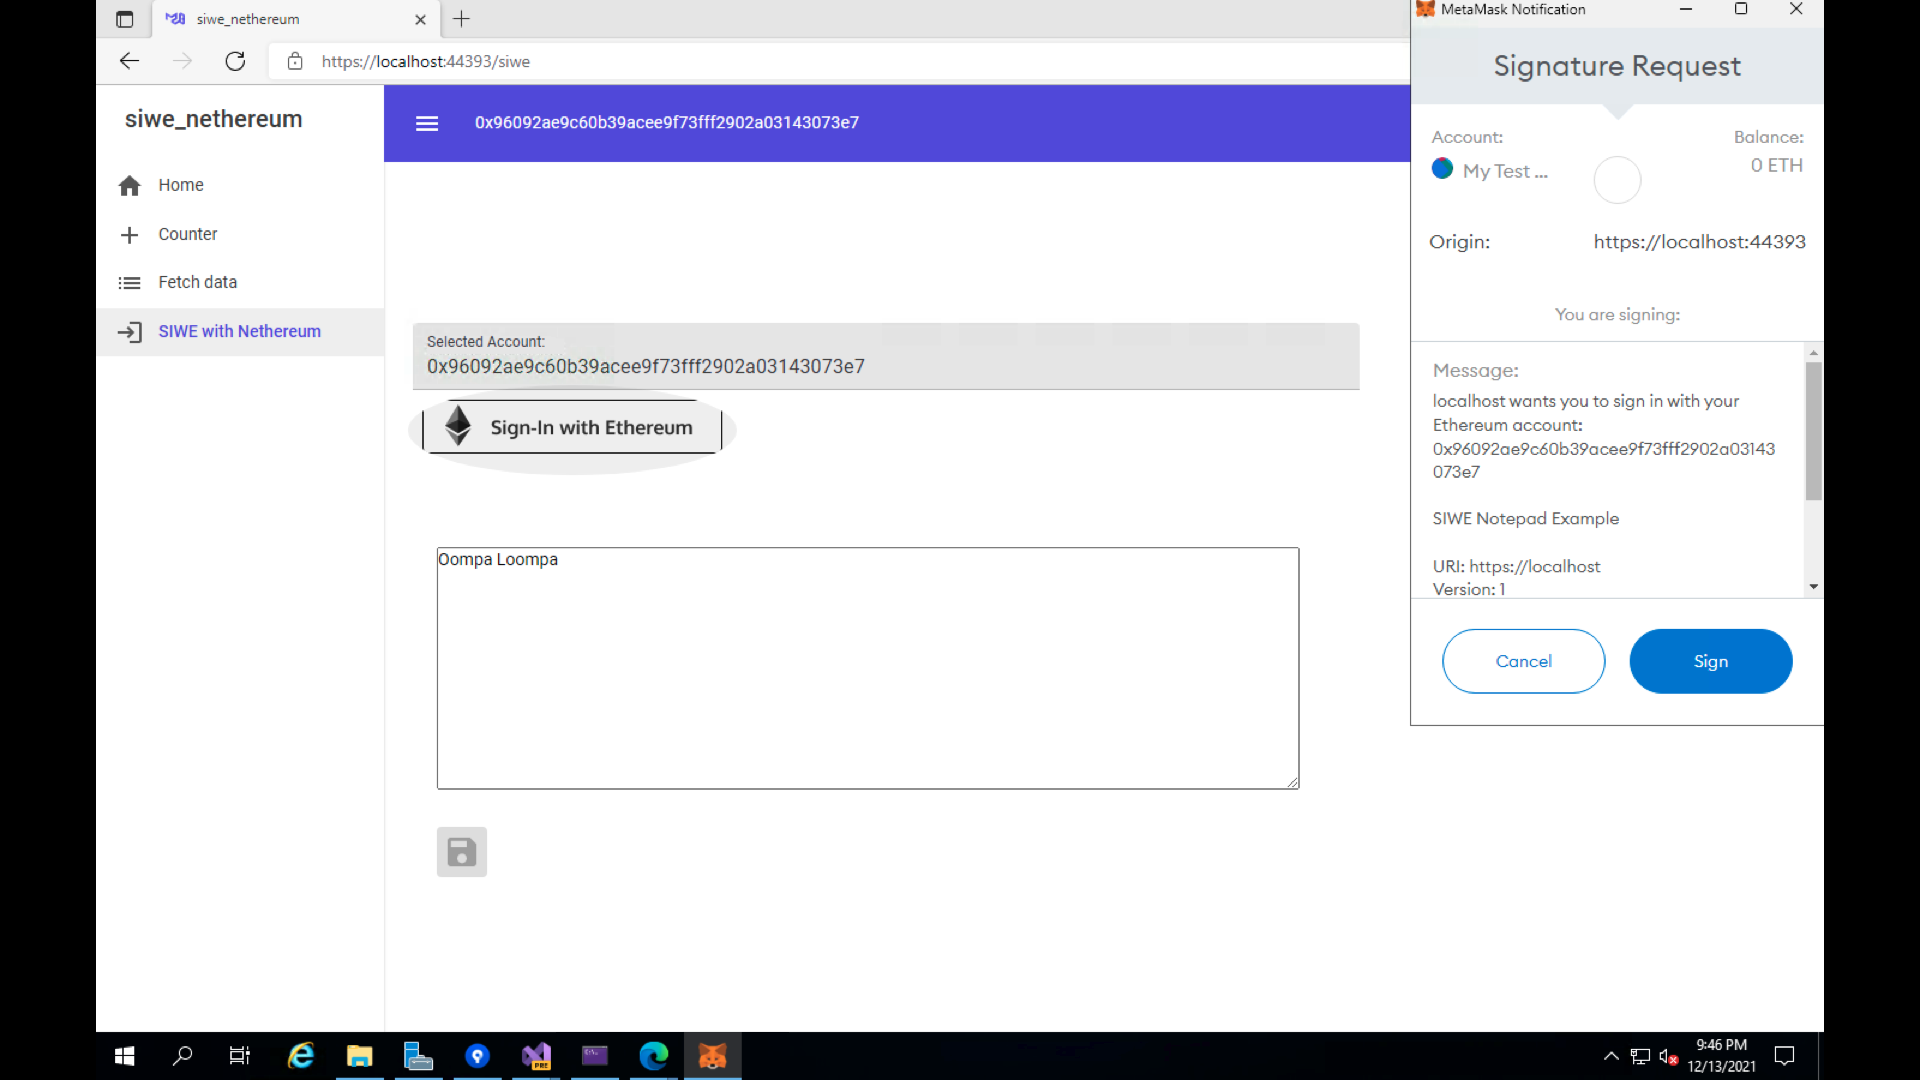 siwe_nethereum
MetaMask Notification
https://localhost:44393/siwe
Signature Request
siwe_nethereum
0x96092ae9c60b39acee9f73fff2902a03143073e7
Home
Counter
Fetch data
SIWE with Nethereum
Selected Account:
0x96092ae9c60b39acee9f73fff2902a03143073e7
Sign-In with Ethereum
Oompa Loompa
Account:
Balance:
My Test ...
0 ETH
Origin:
https://localhost:44393
You are signing:
Message:
localhost wants you to sign in with your
Ethereum account:
0x96092ae9c60b39acee9f73fff2902a03143
073e7
SIWE Notepad Example
URI: https://localhost
Version: 1
Cancel
Sign
PRE
9:46 PM
12/13/2021